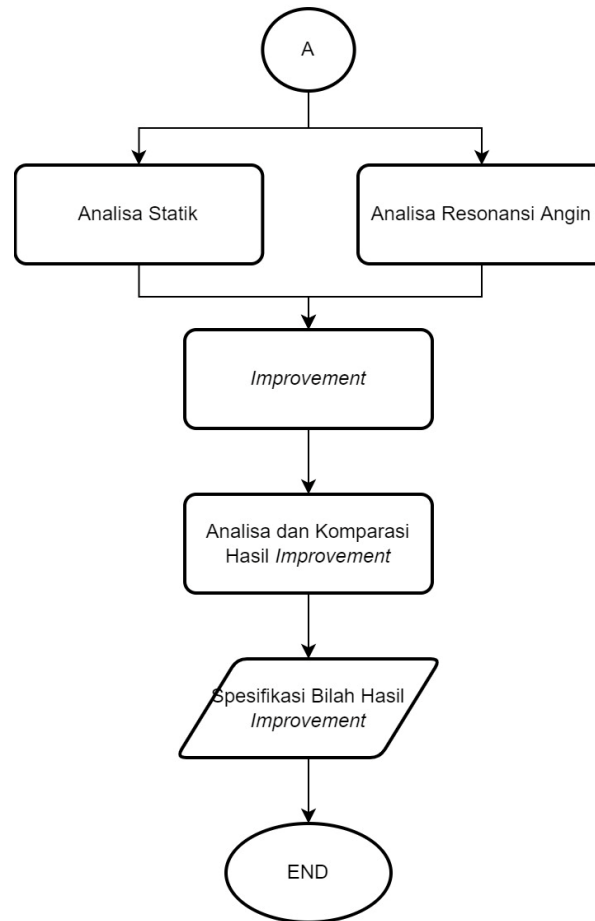 A
Analisa Statik
Analisa Resonansi Angin
Improvement
Analisa dan Komparasi
Hasil Improvement
Spesifikasi Bilah Hasil
Improvement
END